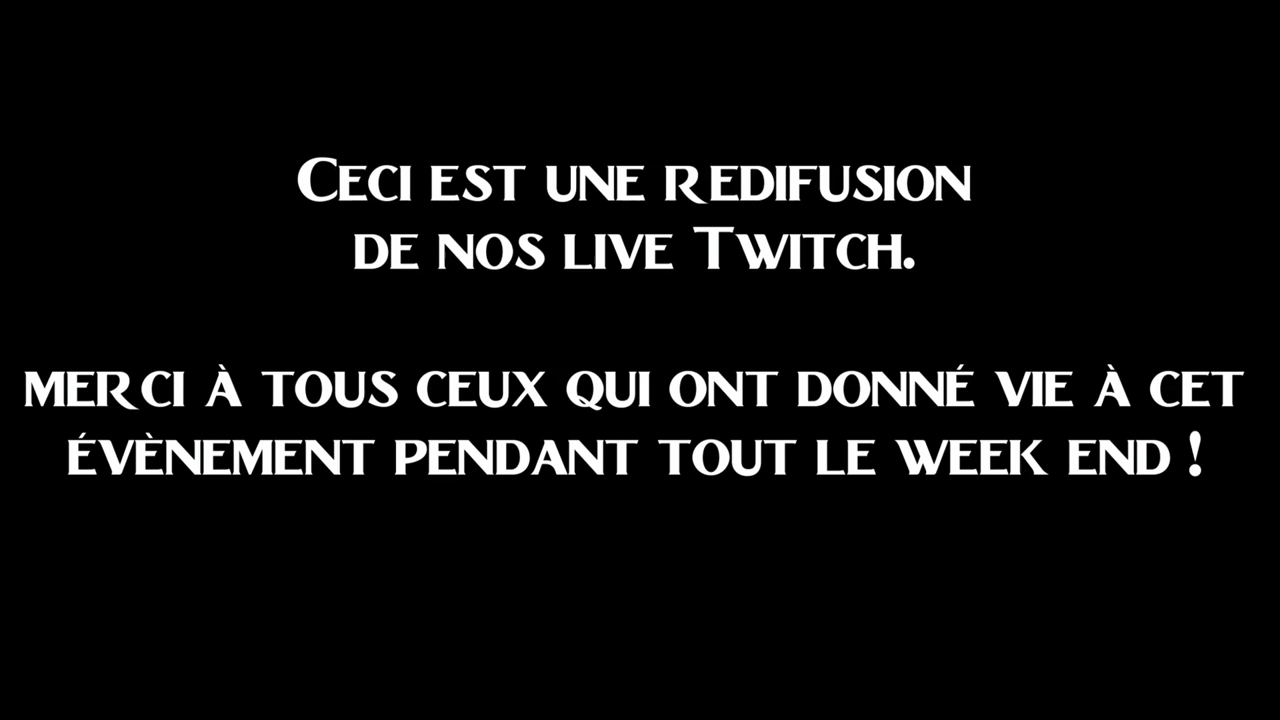 Ceci est une redifusion
de nos live Twitch.
merci à tous ceux qui ont donné vie à cet
évènement pendant tout le week end !